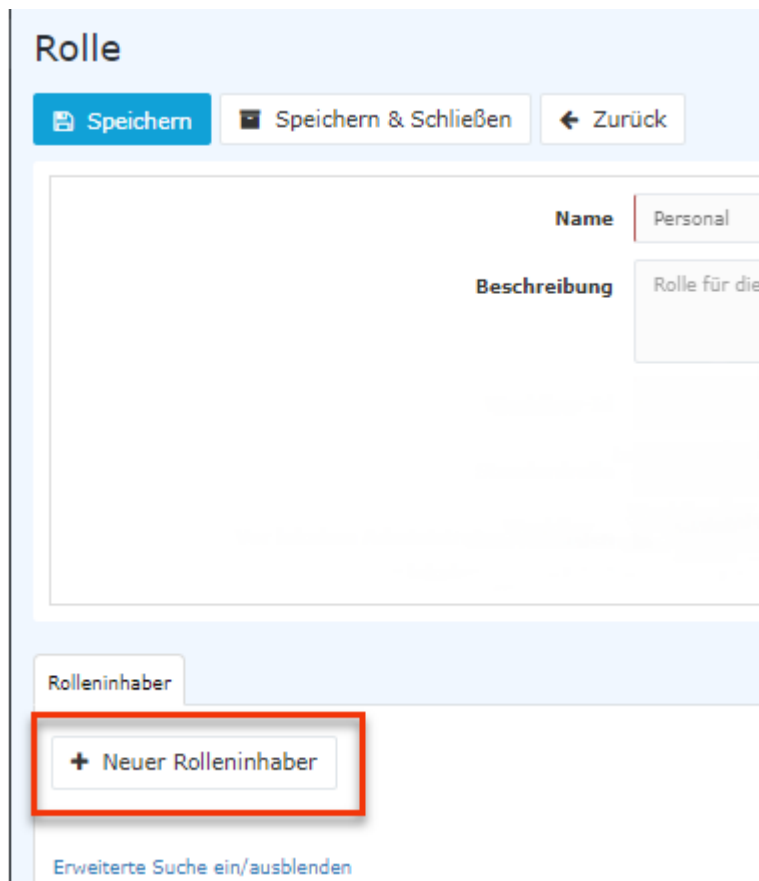 Rolle
Speichern Speichern & Schließen Zurück
Name Personal
Beschreibung Rolle für die
Rolleninhaber
+ Neuer Rolleninhaber
Erweiterte Suche ein/ausblenden